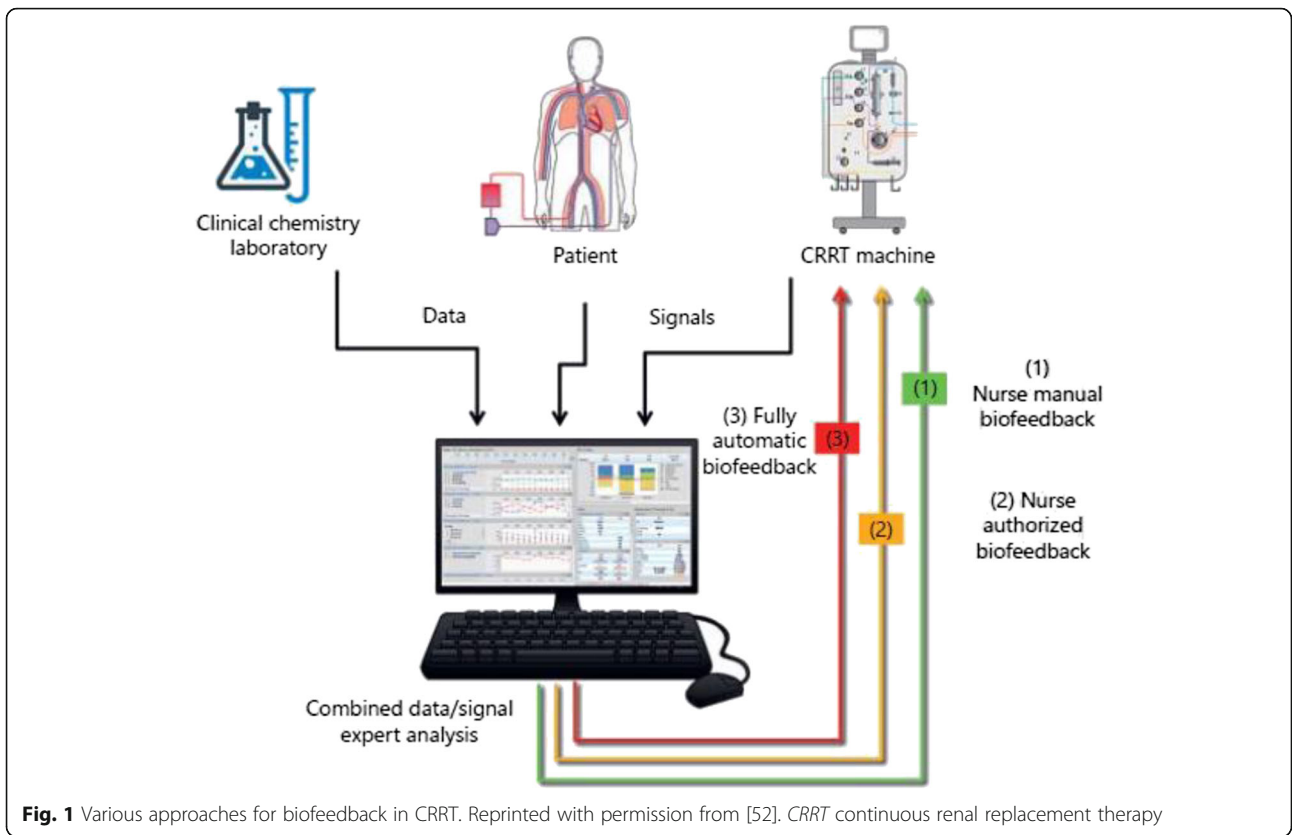 Clinical chemistry
laboratory
Patient
CRRT machine
Data
Signals
(1)
(1)
Nurse manual
biofeedback
(3) Fully
automatic
biofeedback
(3)
(2)
(2) Nurse
authorized
biofeedback
Combined data/signal
expert analysis
Fig. 1 Various approaches for biofeedback in CRRT. Reprinted with permission from [52]. CRRT continuous renal replacement therapy